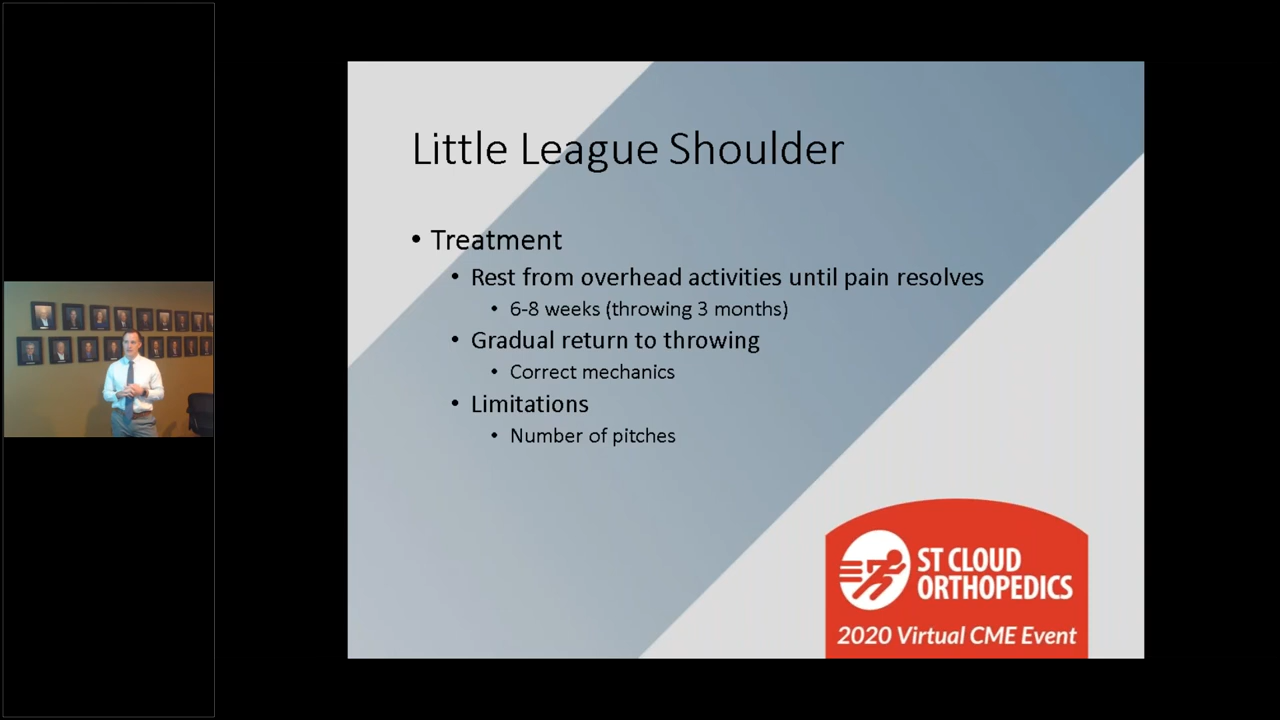 Little League Shoulder
• Treatment
• Rest from overhead activities until pain resolves
• 6-8 weeks (throwing 3 months)
• Gradual return to throwing
• Correct mechanics
• Limitations
• Number of pitches
ST CLOUD
ORTHOPEDICS
2020 Virtual CME Event